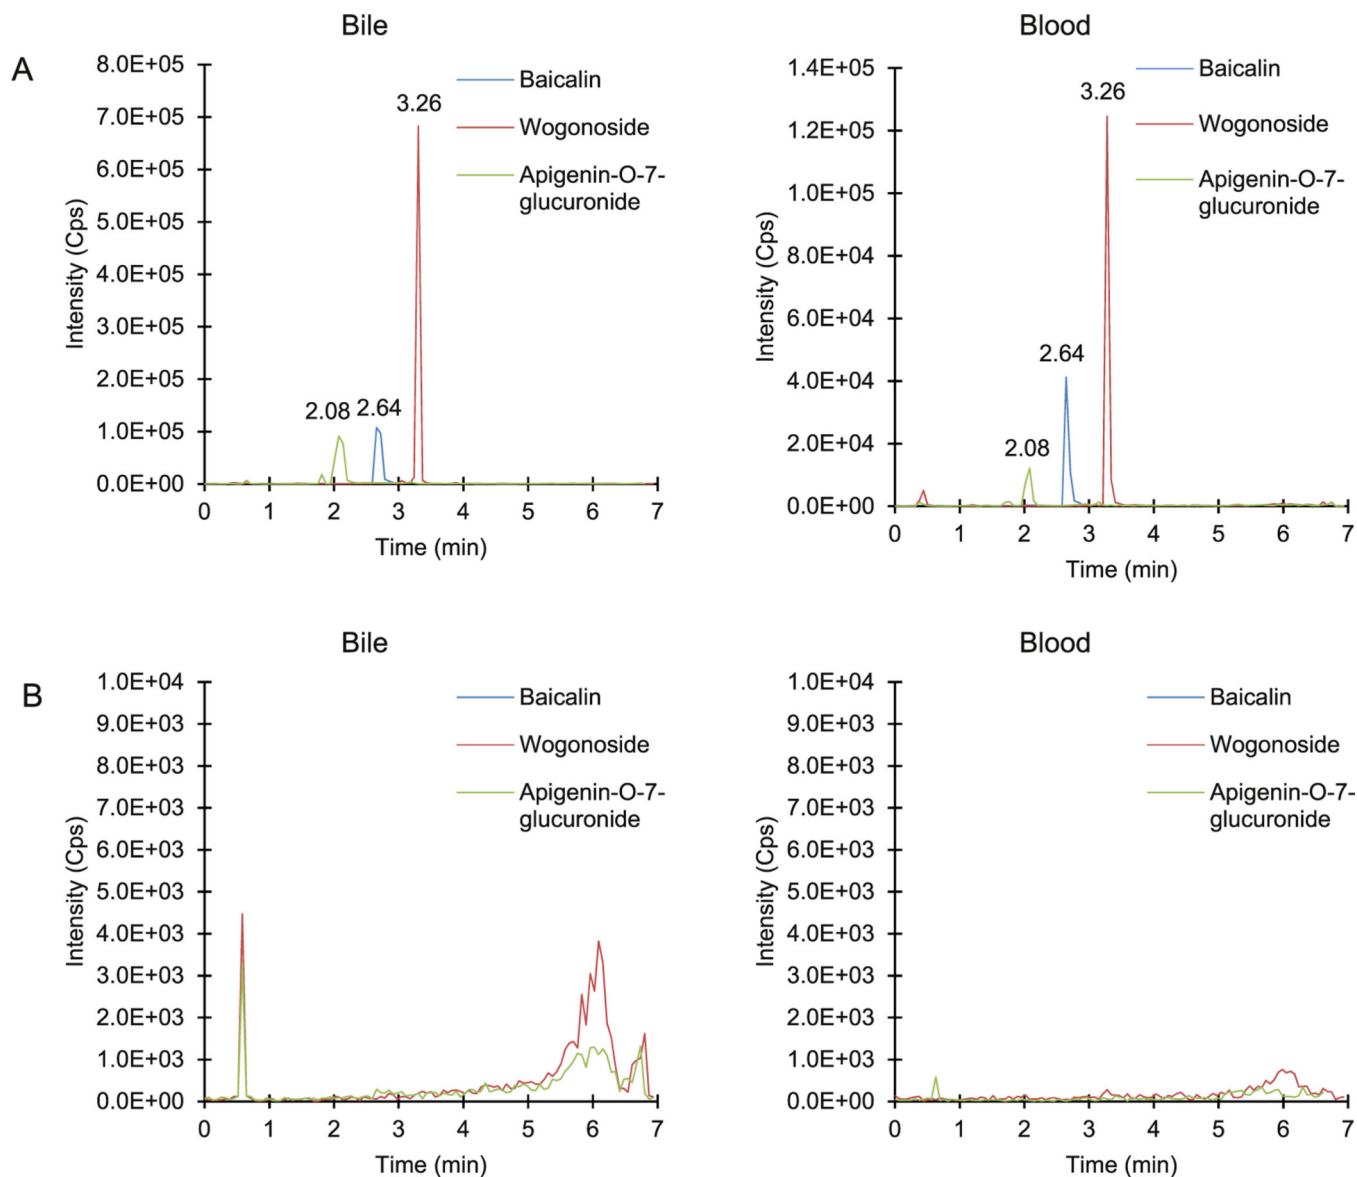 Bile
Blood
A
8.0E+05
7.0E+05
6.0E+05
5.0E+05
4.0E+05
3.0E+05
2.0E+05
1.0E+05
0.0E+00
Intensity (Cps)
0 1 2 3 4 5 6 7
Time (min)
2.08
2.64
3.26
Baicalin
Wogonoside
Apigenin-O-7-
glucuronide
1.4E+05
1.2E+05
1.0E+05
8.0E+04
6.0E+04
4.0E+04
2.0E+04
0.0E+00
Intensity (Cps)
0 1 2 3 4 5 6 7
Time (min)
2.08
2.64
3.26
Baicalin
Wogonoside
Apigenin-O-7-
glucuronide
Bile
Blood
B
1.0E+04
9.0E+03
8.0E+03
7.0E+03
6.0E+03
5.0E+03
4.0E+03
3.0E+03
2.0E+03
1.0E+03
0.0E+00
Intensity (Cps)
0 1 2 3 4 5 6 7
Time (min)
Baicalin
Wogonoside
Apigenin-O-7-
glucuronide
1.0E+04
9.0E+03
8.0E+03
7.0E+03
6.0E+03
5.0E+03
4.0E+03
3.0E+03
2.0E+03
1.0E+03
0.0E+00
Intensity (Cps)
0 1 2 3 4 5 6 7
Time (min)
Baicalin
Wogonoside
Apigenin-O-7-
glucuronide